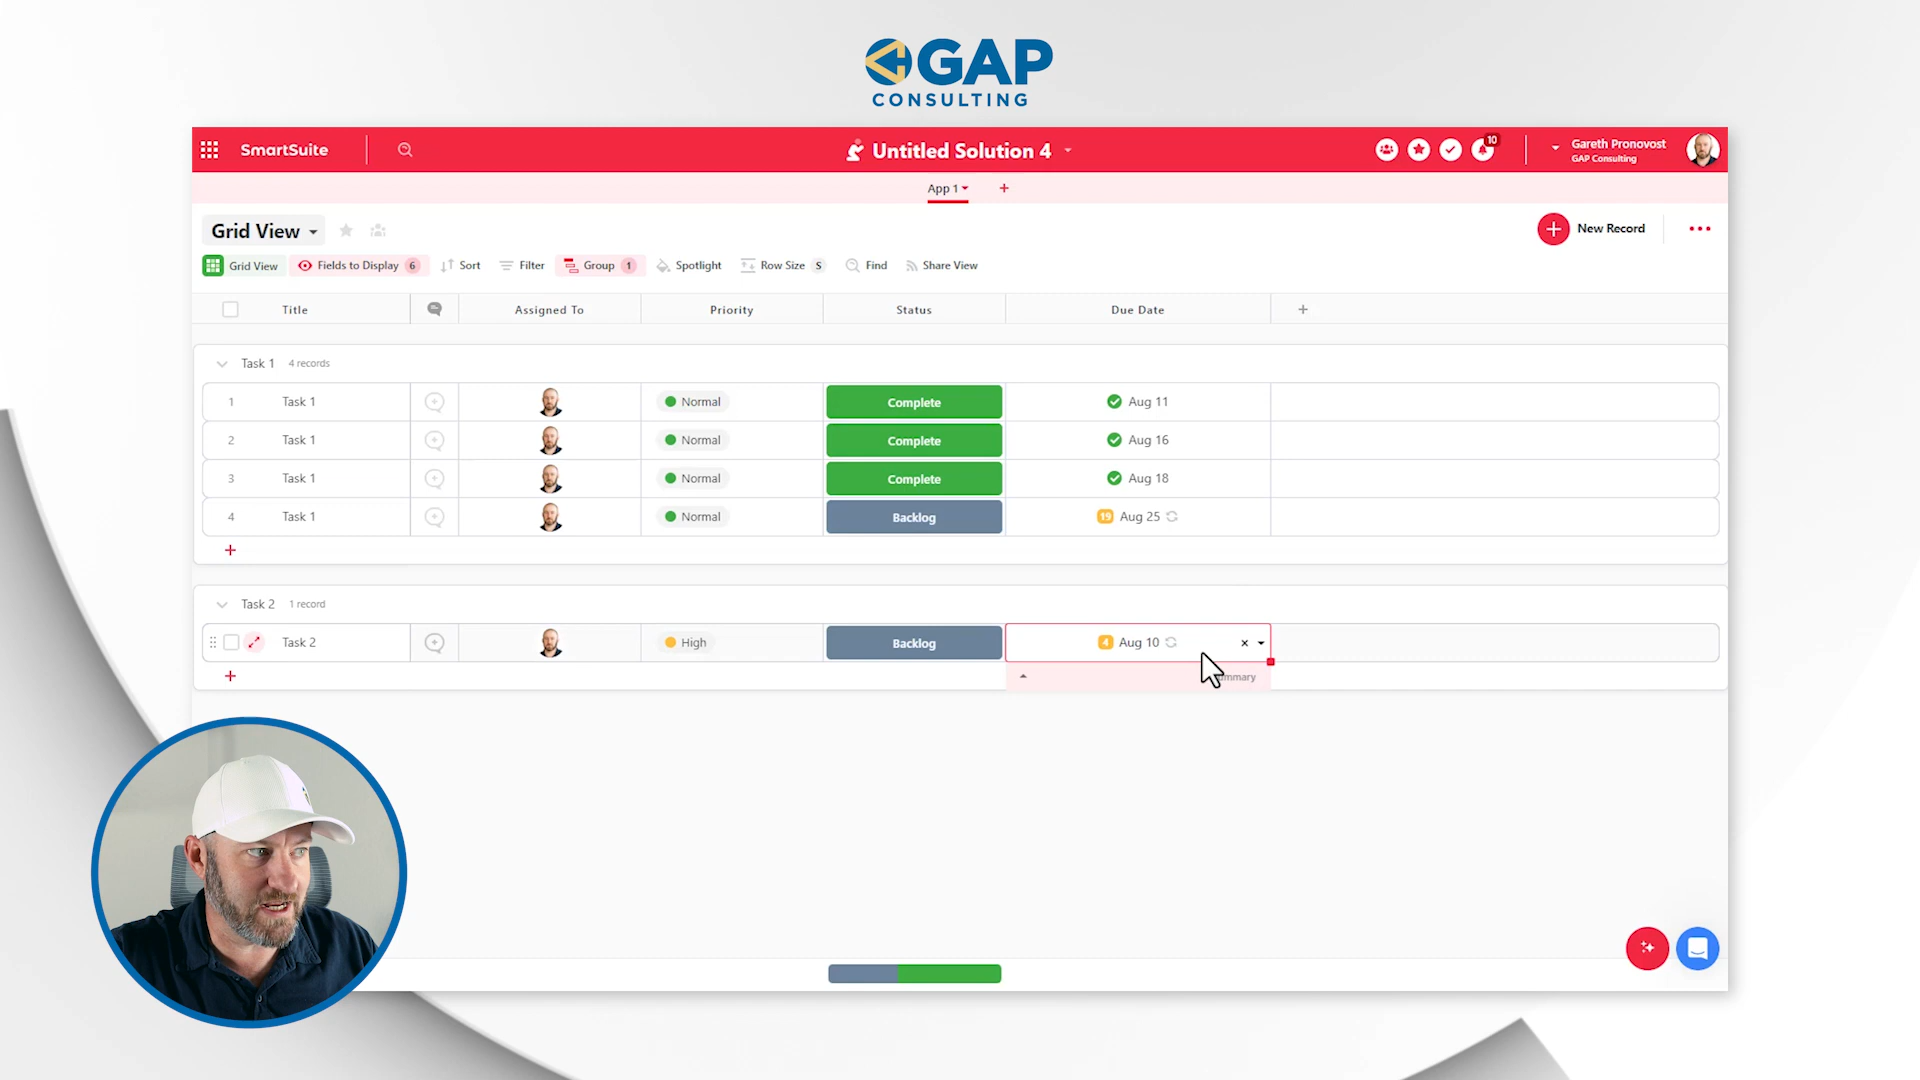 GAP
CONSULTING
SmartSuite
Untitled Solution 4
10
Gareth Pronovost
GAP Consulting
App 1
Grid View
New Record
Grid View
Fields to Display 6
Sort
Filter
Group 1
Spotlight
Row Size S
Find
Share View
Title
Assigned To
Priority
Status
Due Date
Task 1 4 records
1 Task 1 Normal Complete Aug 11
2 Task 1 Normal Complete Aug 16
3 Task 1 Normal Complete Aug 18
4 Task 1 Normal Backlog 19 Aug 25
Task 2 1 record
Task 2 High Backlog 4 Aug 10